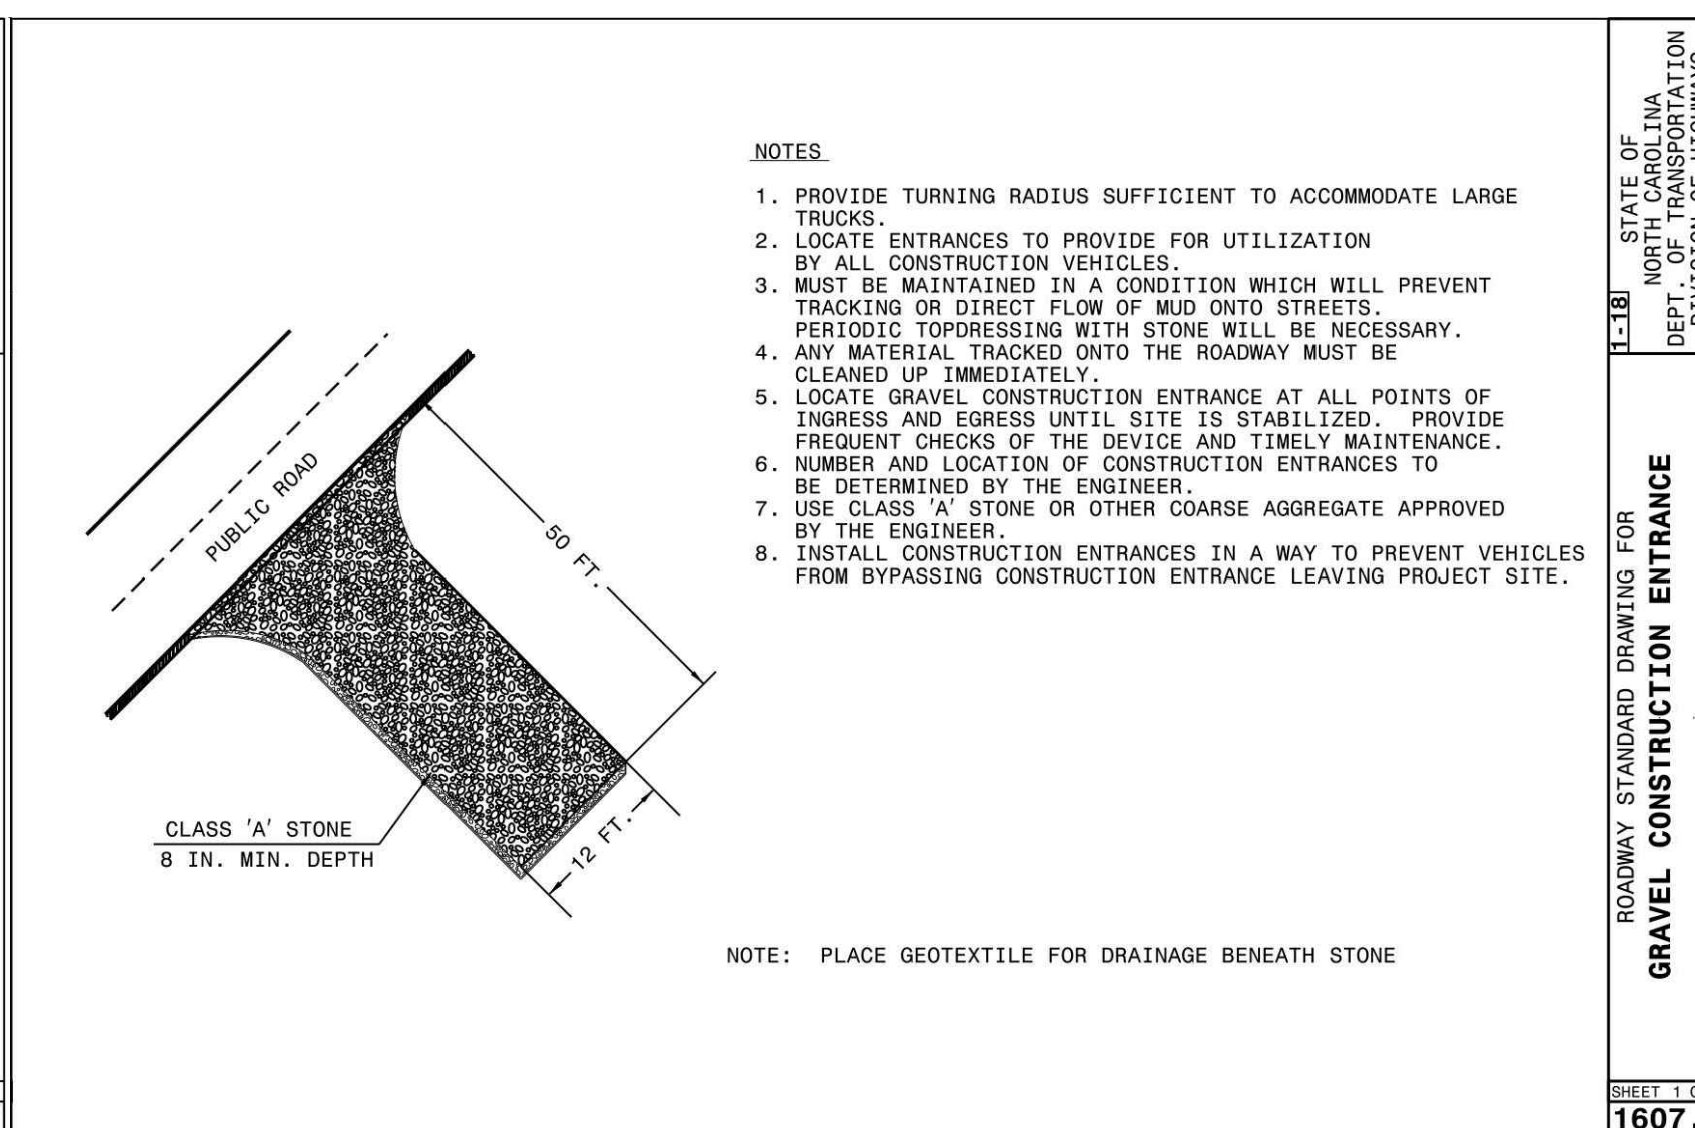 NOTES
1. PROVIDE TURNING RADIUS SUFFICIENT TO ACCOMMODATE LARGE
TRUCKS.
2. LOCATE ENTRANCES TO PROVIDE FOR UTILIZATION
BY ALL CONSTRUCTION VEHICLES.
3. MUST BE MAINTAINED IN A CONDITION WHICH WILL PREVENT
TRACKING OR DIRECT FLOW OF MUD ONTO STREETS.
PERIODIC TOPDRESSING WITH STONE WILL BE NECESSARY.
4. ANY MATERIAL TRACKED ONTO THE ROADWAY MUST BE
CLEANED UP IMMEDIATELY.
5. LOCATE GRAVEL CONSTRUCTION ENTRANCE AT ALL POINTS OF
INGRESS AND EGRESS UNTIL SITE IS STABILIZED. PROVIDE
FREQUENT CHECKS OF THE DEVICE AND TIMELY MAINTENANCE.
6. NUMBER AND LOCATION OF CONSTRUCTION ENTRANCES TO
BE DETERMINED BY THE ENGINEER.
7. USE CLASS 'A' STONE OR OTHER COARSE AGGREGATE APPROVED
BY THE ENGINEER.
8. INSTALL CONSTRUCTION ENTRANCES IN A WAY TO PREVENT VEHICLES
FROM BYPASSING CONSTRUCTION ENTRANCE LEAVING PROJECT SITE.
PUBLIC ROAD
50 FT.
12 FT.
CLASS 'A' STONE
8 IN. MIN. DEPTH
NOTE: PLACE GEOTEXTILE FOR DRAINAGE BENEATH STONE
1-18
STATE OF
NORTH CAROLINA
DEPT. OF TRANSPORTATION
DIVISION OF HIGHWAYS
ROADWAY STANDARD DRAWING FOR
GRAVEL CONSTRUCTION ENTRANCE
SHEET 1
1607.